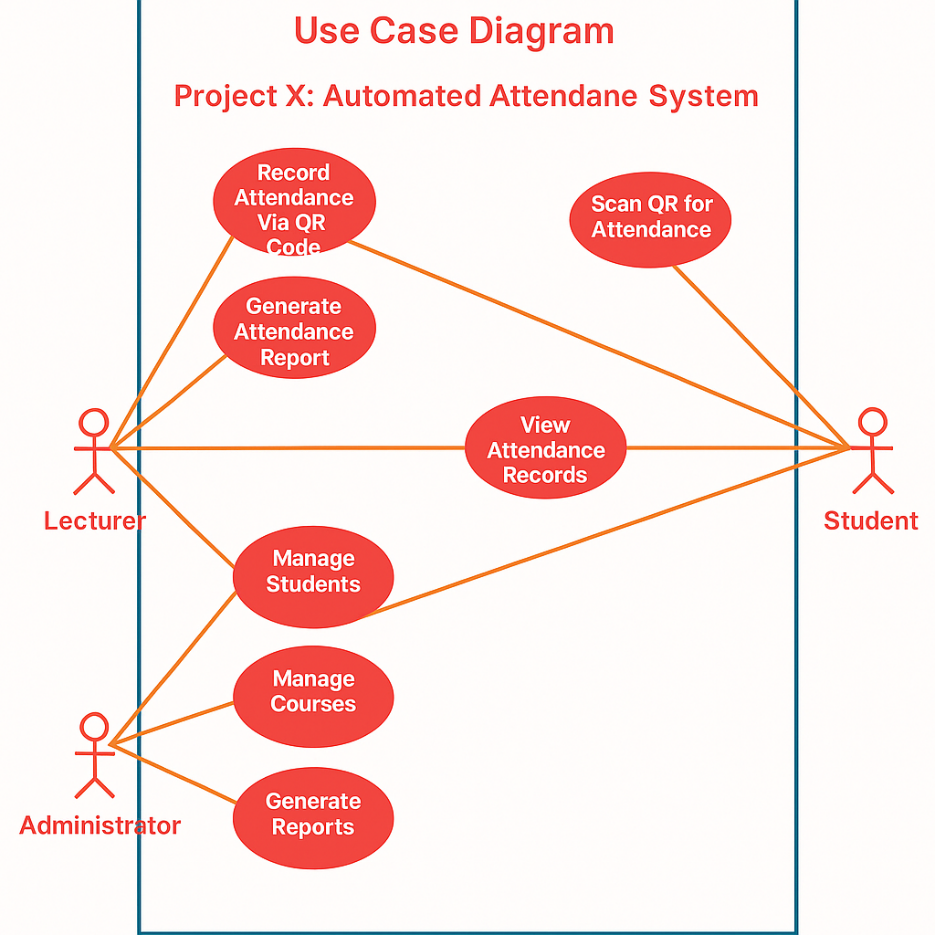 Use Case Diagram
Project X: Automated Attendane System
Record
Attendance
Via QR
Code
Scan QR for
Attendance
Generate
Attendance
Report
View
Attendance
Records
Lecturer
Student
Manage
Students
Manage
Courses
Generate
Reports
Administrator